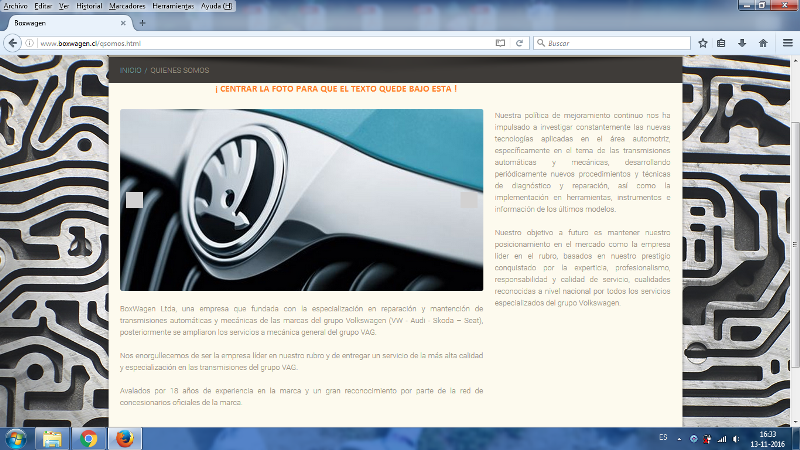 Archivo Editar Ver Historial Marcadores Herramientas Ayuda (H)
Boxwagen
www.boxwagen.cl/qsomos.html
Buscar
INICIO / QUIENES SOMOS
¡ CENTRAR LA FOTO PARA QUE EL TEXTO QUEDE BAJO ESTA !
BoxWagen Ltda, una empresa que fundada con la especialización en reparación y mantención de
transmisiones automáticas y mecánicas de las marcas del grupo Volkswagen (VW - Audi - Skoda – Seat),
posteriormente se ampliaron los servicios a mecánica general del grupo VAG.
Nos enorgullecemos de ser la empresa líder en nuestro rubro y de entregar un servicio de la más alta calidad
y especialización en las transmisiones del grupo VAG.
Avalados por 18 años de experiencia en la marca y un gran reconocimiento por parte de la red de
concesionarios oficiales de la marca.
Nuestra política de mejoramiento continuo nos ha
impulsado a investigar constantemente las nuevas
tecnologías aplicadas en el área automotriz,
específicamente en el tema de las transmisiones
automáticas y mecánicas, desarrollando
periódicamente nuevos procedimientos y técnicas
de diagnóstico y reparación, así como la
implementación en herramientas, instrumentos e
información de los últimos modelos.
Nuestro objetivo a futuro es mantener nuestro
posicionamiento en el mercado como la empresa
líder en el rubro, basados en nuestro prestigio
conquistado por la experticia, profesionalismo,
responsabilidad y calidad de servicio, cualidades
reconocicas a nivel nacional por todos los servicios
especializados del grupo Volkswagen.
ES
16:33
13-11-2016